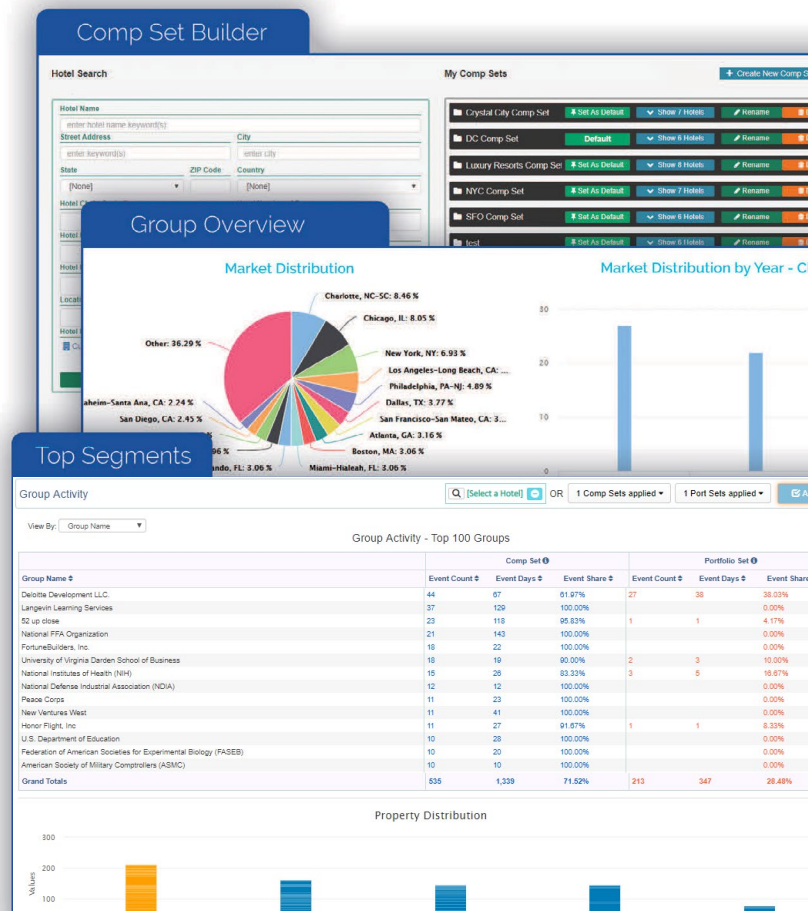 Comp Set Builder
Hotel Search
My Comp Sets
+ Create New Comp S
Hotel Name
enter hotel name keyword(s)
Street Address City
enter keyword(s) enter city
State ZIP Code Country
[None] [None]
Crystal City Comp Set Set As Default Show 7 Hotels Rename
DC Comp Set Default Show 6 Hotels Rename
Luxury Resorts Comp Set Set As Default Show 8 Hotels Rename
NYC Comp Set Set As Default Show 7 Hotels Rename
SFO Comp Set Set As Default Show 6 Hotels Rename
test Set As Default Show 6 Hotels Rename
Group Overview
Market Distribution
Charlotte, NC-SC: 8.46 %
Chicago, IL: 8.05 %
New York, NY: 6.93 %
Los Angeles-Long Beach, CA: ...
Philadelphia, PA-NJ: 4.89 %
Dallas, TX: 3.77 %
San Francisco-San Mateo, CA: 3...
Atlanta, GA: 3.16 %
Boston, MA: 3.06 %
Miami-Hialeah, FL: 3.06 %
ando, FL: 3.06 %
96 %
San Diego, CA: 2.45 %
aheim-Santa Ana, CA: 2.24 %
Other: 36.29 %
Market Distribution by Year - C
30
20
10
0
Top Segments
Group Activity
[Select a Hotel] OR 1 Comp Sets applied 1 Port Sets applied A
View By: Group Name
Group Activity - Top 100 Groups
Comp Set Portfolio Set
Group Name Event Count Event Days Event Share Event Count Event Days Event Share
Deloitte Development LLC. 44 67 61.97% 27 38 38.03%
Langevin Learning Services 37 129 100.00% 0.00%
52 up close 23 118 95.83% 1 1 4.17%
National FFA Organization 21 143 100.00% 0.00%
FortuneBuilders, Inc. 18 22 100.00% 0.00%
University of Virginia Darden School of Business 18 19 90.00% 2 3 10.00%
National Institutes of Health (NIH) 15 26 83.33% 3 5 16.67%
National Defense Industrial Association (NDIA) 12 12 100.00% 0.00%
Peace Corps 11 23 100.00% 0.00%
New Ventures West 11 41 100.00% 0.00%
Honor Flight, Inc 11 27 91.67% 1 1 8.33%
U.S. Department of Education 10 28 100.00% 0.00%
Federation of American Societies for Experimental Biology (FASEB) 10 20 100.00% 0.00%
American Society of Military Comptrollers (ASMC) 10 10 100.00% 0.00%
Grand Totals 535 1,339 71.52% 213 347 28.48%
Property Distribution
300
200
100
Values